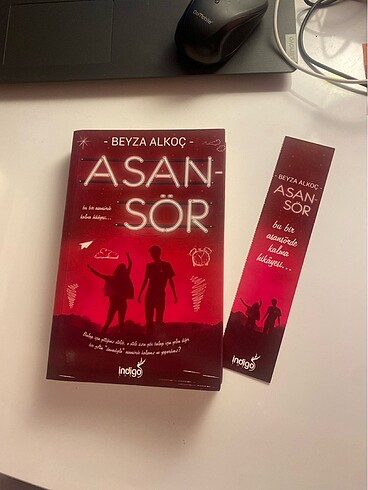 - BEYZA ALKOÇ -
ASAN-
SÖR
bu bir asansörde
kalma hikâyesi...
indigo
- BEYZA ALKOÇ -
ASAN-
SÖR
bu bir
asansörde
kalma
hikâyesi...
indigo